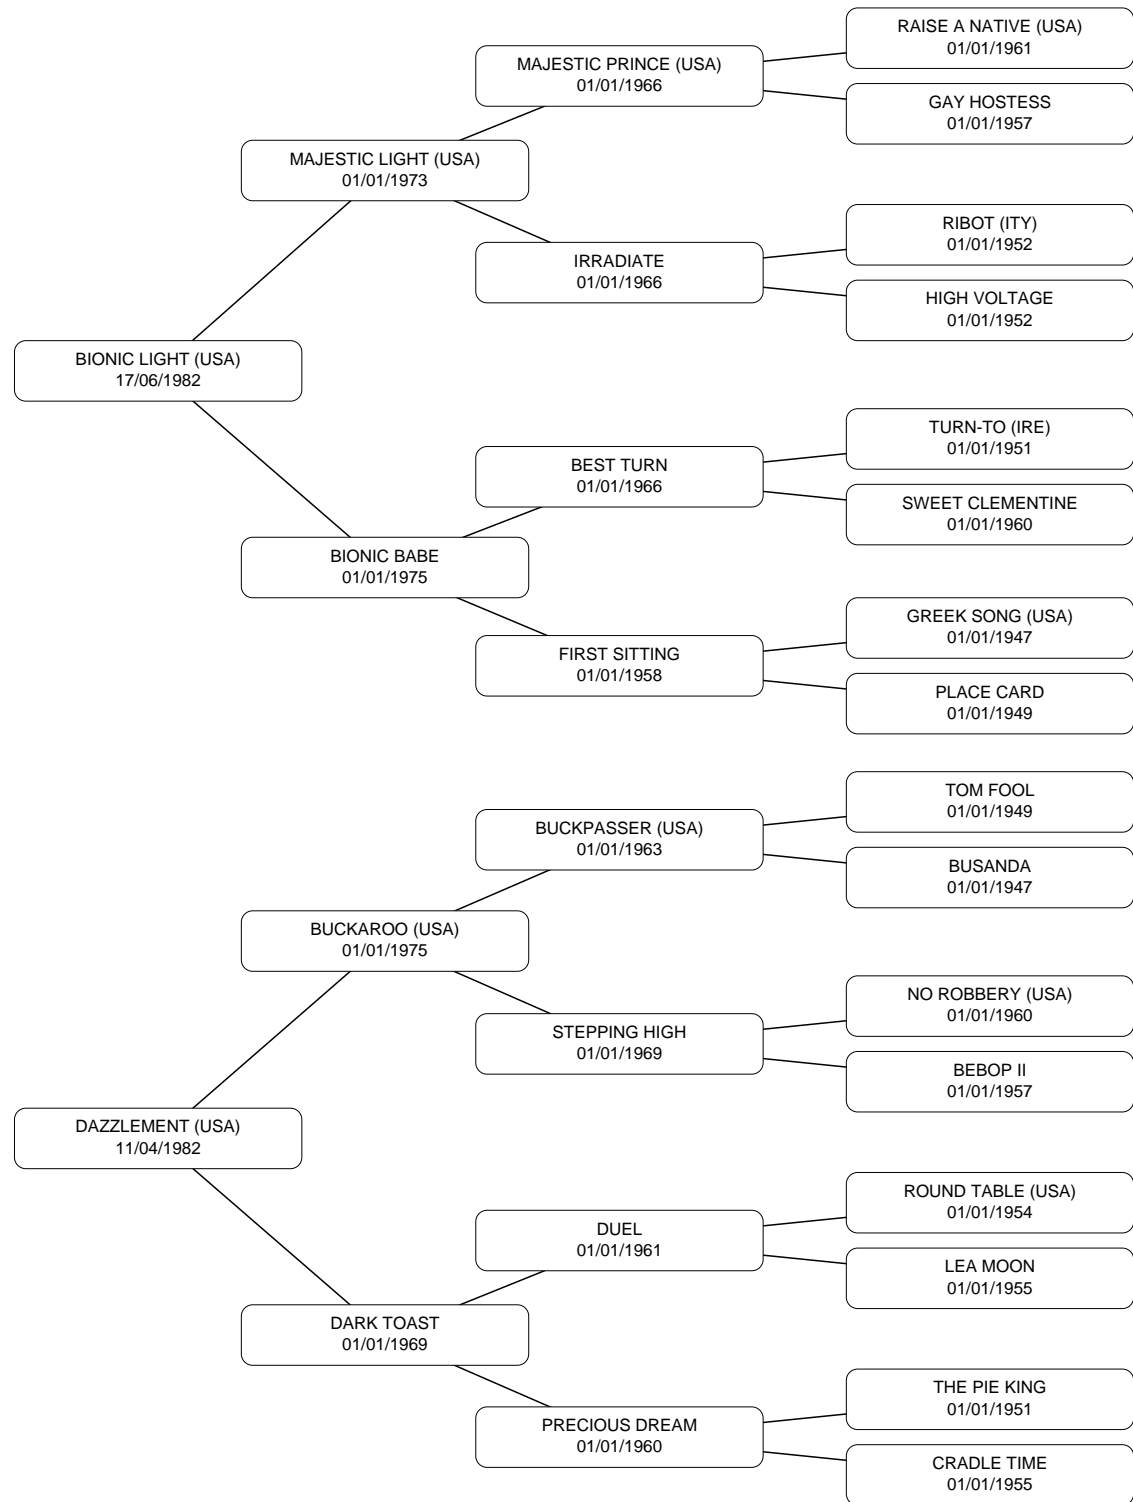 RAISE A NATIVE (USA)
01/01/1961
MAJESTIC PRINCE (USA)
01/01/1966
GAY HOSTESS
01/01/1957
MAJESTIC LIGHT (USA)
01/01/1973
RIBOT (ITY)
01/01/1952
IRRADIATE
01/01/1966
HIGH VOLTAGE
01/01/1952
BIONIC LIGHT (USA)
17/06/1982
TURN-TO (IRE)
01/01/1951
BEST TURN
01/01/1966
SWEET CLEMENTINE
01/01/1960
BIONIC BABE
01/01/1975
GREEK SONG (USA)
01/01/1947
FIRST SITTING
01/01/1958
PLACE CARD
01/01/1949
TOM FOOL
01/01/1949
BUCKPASSER (USA)
01/01/1963
BUSANDA
01/01/1947
BUCKAROO (USA)
01/01/1975
NO ROBBERY (USA)
01/01/1960
STEPPING HIGH
01/01/1969
BEBOP II
01/01/1957
DAZZLEMENT (USA)
11/04/1982
ROUND TABLE (USA)
01/01/1954
DUEL
01/01/1961
LEA MOON
01/01/1955
DARK TOAST
01/01/1969
THE PIE KING
01/01/1951
PRECIOUS DREAM
01/01/1960
CRADLE TIME
01/01/1955